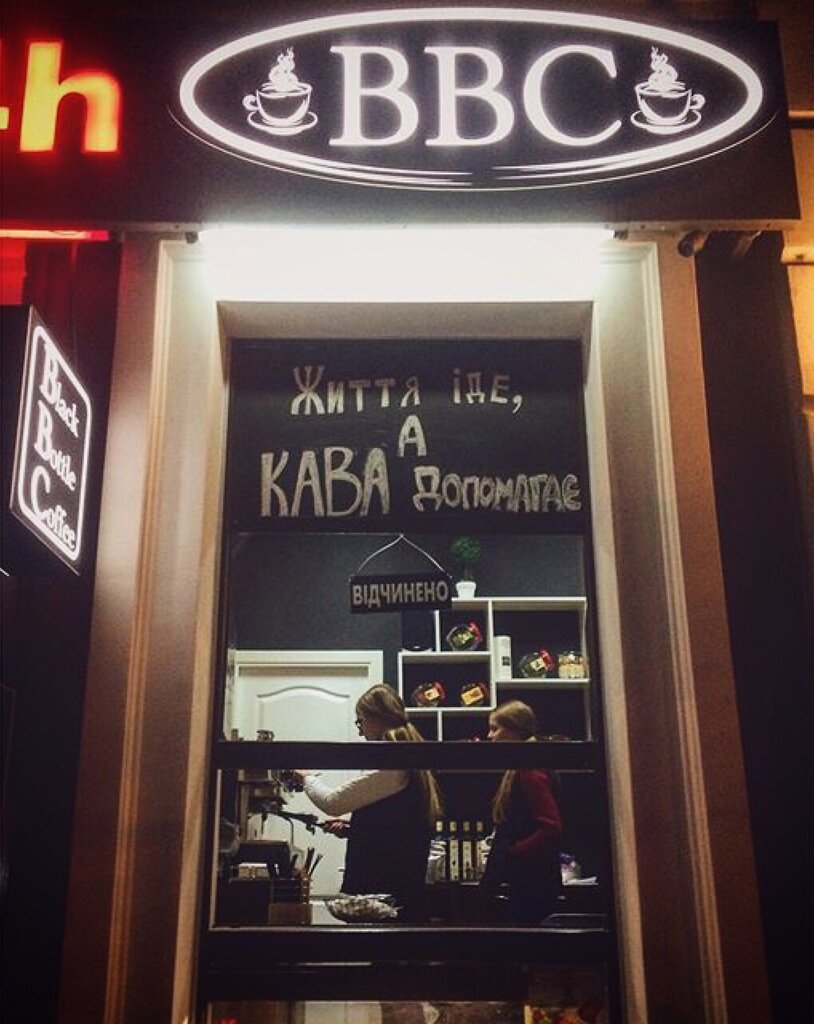 h
BBC
Black
Bottle
Coffee
Життя іде,
а
КАВА допомагає
ВІДЧИНЕНО